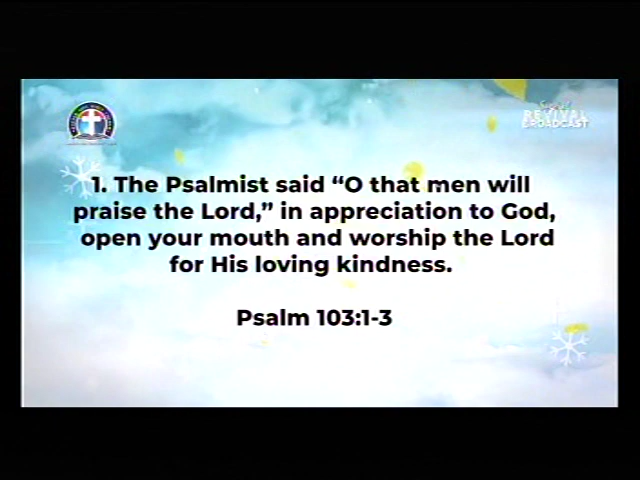 REVIVAL
BROADCAST
1. The Psalmist said “O that men will
praise the Lord,” in appreciation to God,
open your mouth and worship the Lord
for His loving kindness.
Psalm 103:1-3